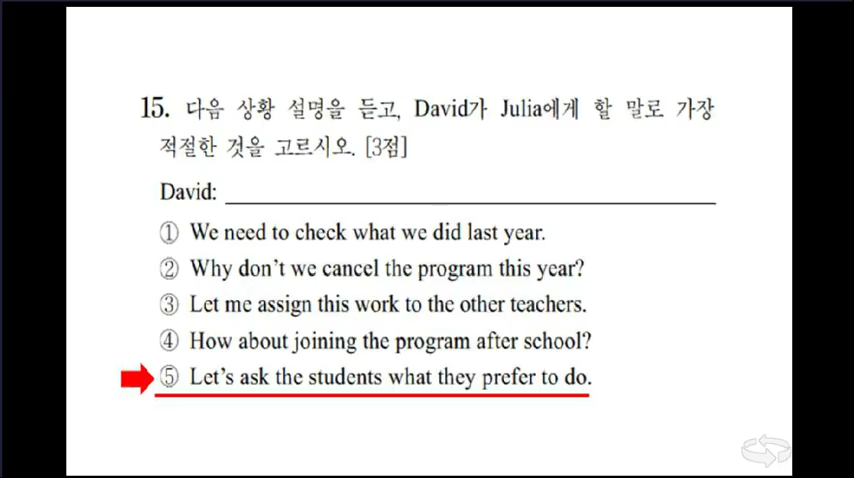 15. 다음 상황 설명을 듣고, David가 Julia에게 할 말로 가장
적절한 것을 고르시오. [3점]
David:
① We need to check what we did last year.
② Why don't we cancel the program this year?
③ Let me assign this work to the other teachers.
④ How about joining the program after school?
⑤ Let's ask the students what they prefer to do.